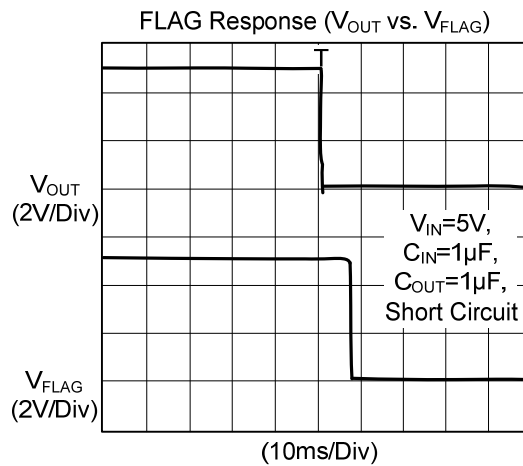 FLAG Response (VOUT vs. VFLAG)
VOUT
(2V/Div)
VIN=5V,
CIN=1µF,
COUT=1µF,
Short Circuit
VFLAG
(2V/Div)
(10ms/Div)